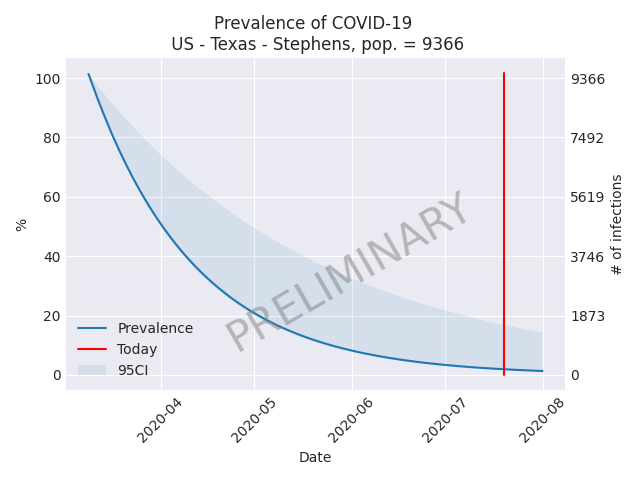 Prevalence of COVID-19
US - Texas - Stephens, pop. = 9366
%
100
80
60
40
20
0
9366
7492
5619
3746
1873
0
# of infections
PRELIMINARY
Prevalence
Today
95CI
2020-04
2020-05
2020-06
2020-07
2020-08
Date